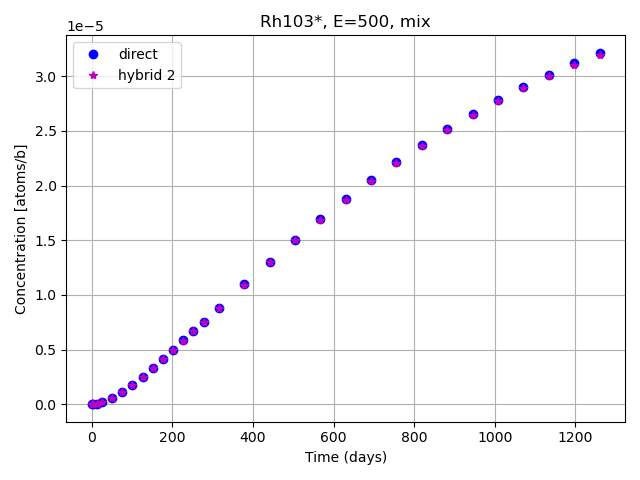 Rh103*, E=500, mix
1e−5
direct
hybrid 2
3.0
2.5
2.0
1.5
1.0
0.5
0.0
Concentration [atoms/b]
0 200 400 600 800 1000 1200
Time (days)